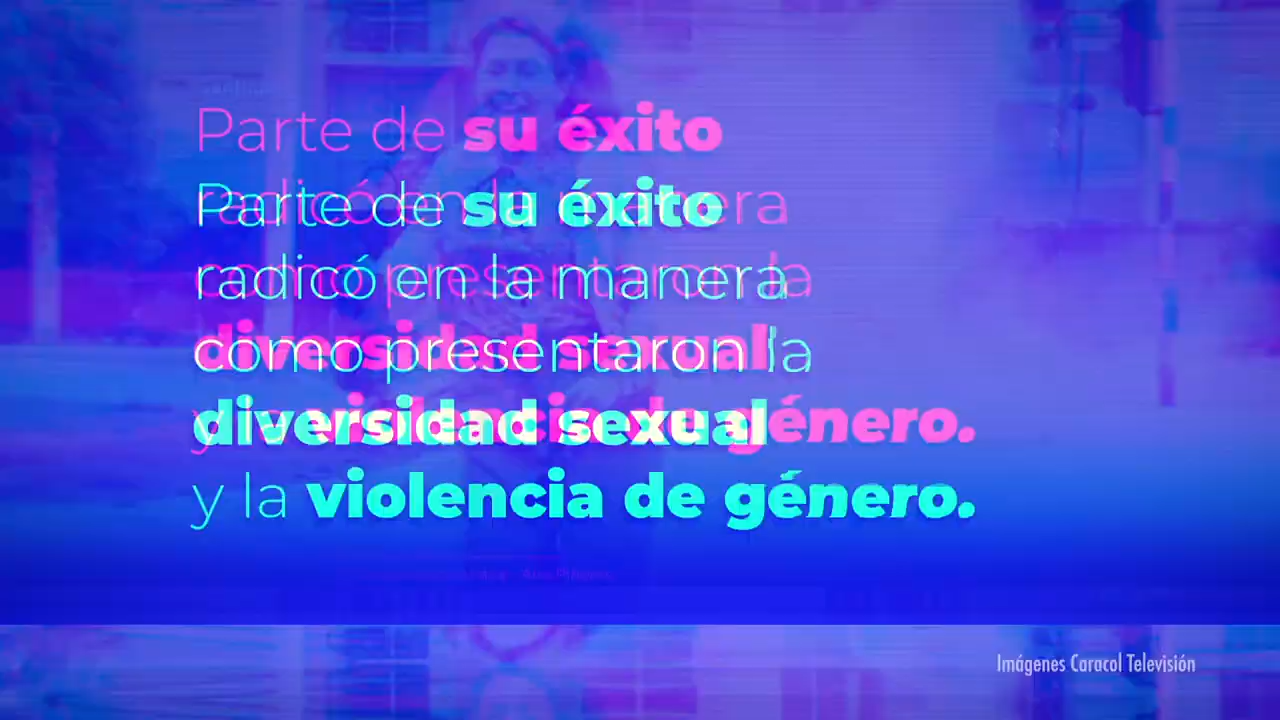 Parte de su éxito
radicó en la manera
como presentaron la
diversidad sexual
y la violencia de género.
Imágenes Caracol Televisión